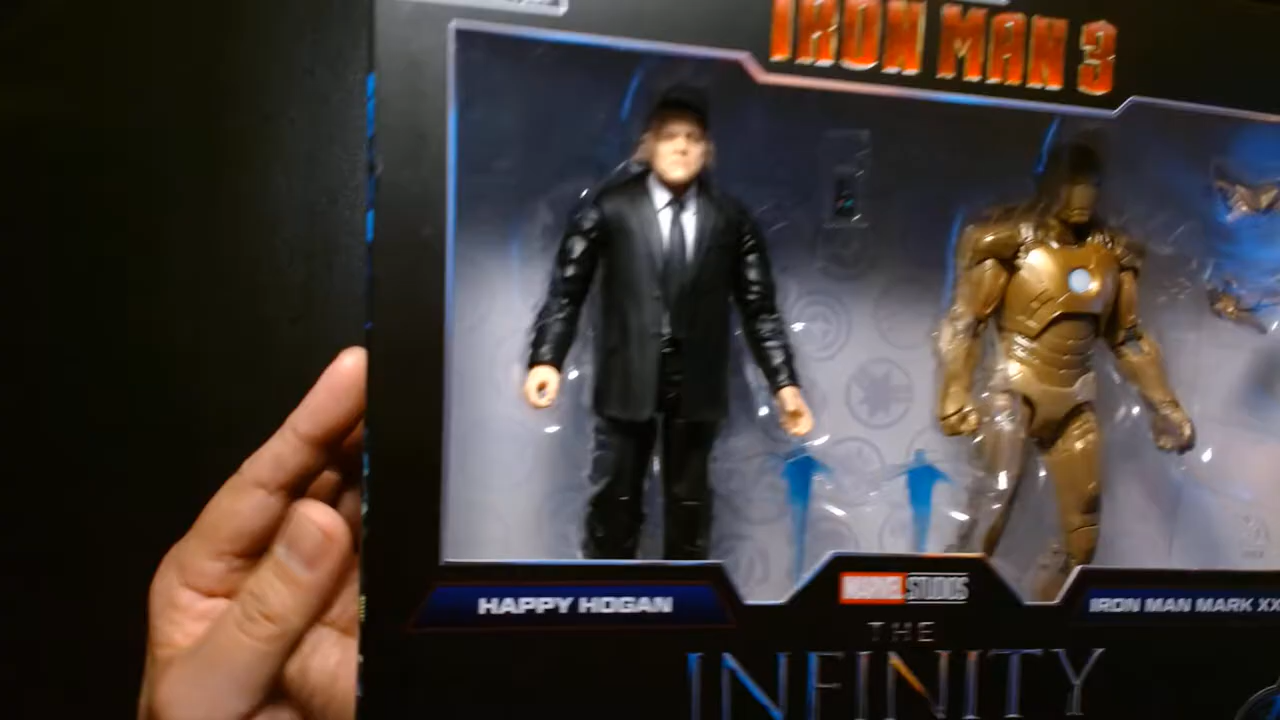 IRON MAN 3
HAPPY HOGAN
MARVEL STUDIOS
IRON MAN MARK XX
THE
INFINITY